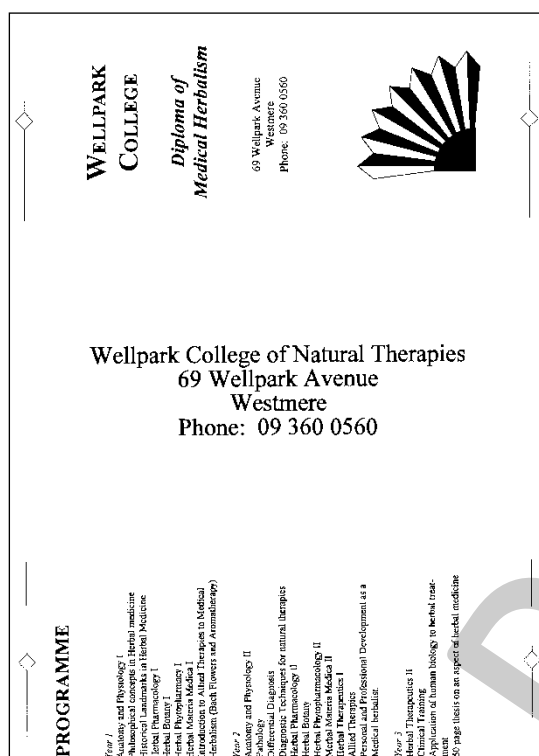 WELLPARK
COLLEGE
Diploma of
Medical Herbalism
69 Wellpark Avenue
Westmere
Phone: 09 360 0560
Wellpark College of Natural Therapies
69 Wellpark Avenue
Westmere
Phone: 09 360 0560
PROGRAMME
Year 1
Anatomy and Physiology I
Philosophical concepts in Herbal medicine
Historical Landmarks in Herbal Medicine
Herbal Pharmacology I
Herbal Botany I
Herbal Phytopharmacy I
Herbal Materia Medica I
Introduction to Allied Therapies to Medical
Herbalism (Bach Flowers and Aromatherapy)
Year 2
Anatomy and Physiology II
Pathology
Differential Diagnosis
Diagnosis Techniques for natural therapies
Herbal Pharmacology II
Herbal Botany
Herbal Phytopharmacology II
Herbal Materia Medica II
Herbal Therapeutics I
Allied Therapies
Personal and Professional Development as a
Medical herbalist.
Year 3
Herbal Therapeutics II
Clinical Training
Application of human biology to herbal treat-
ment
50 page thesis on an aspect of herbal medicine